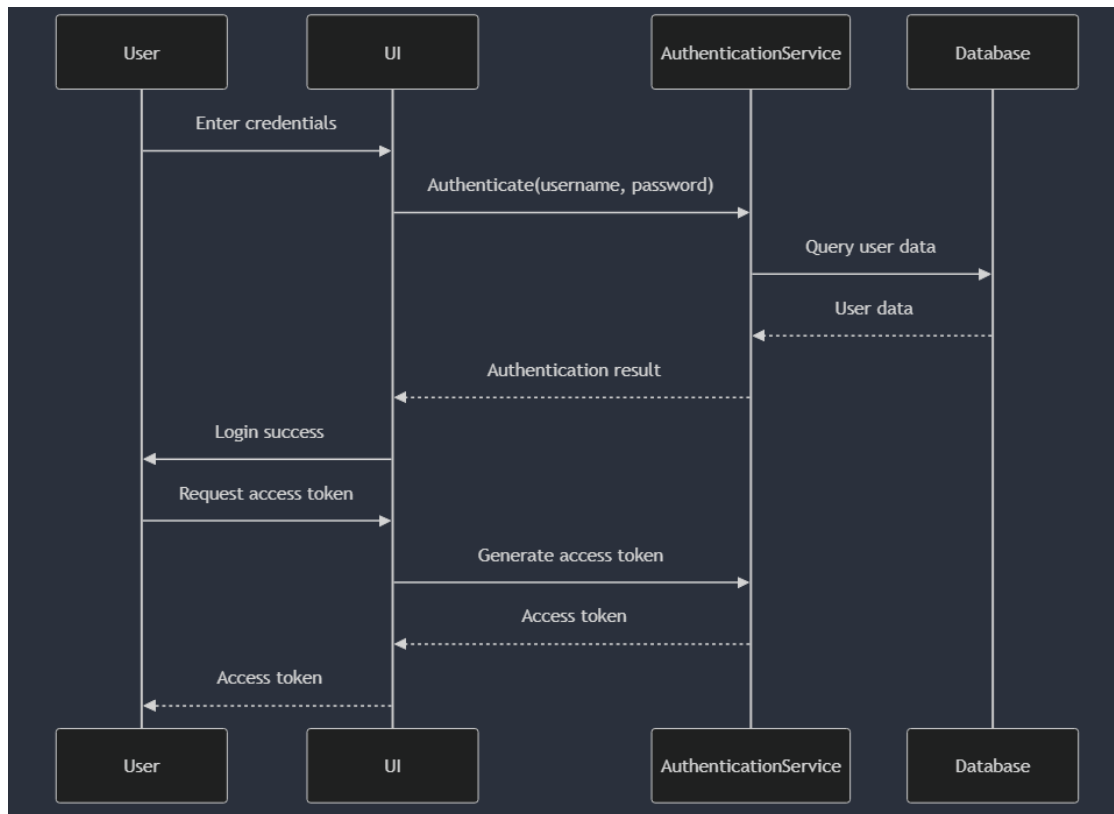 User
UI
AuthenticationService
Database
Enter credentials
Authenticate(username, password)
Query user data
User data
Authentication result
Login success
Request access token
Generate access token
Access token
Access token
User
UI
AuthenticationService
Database